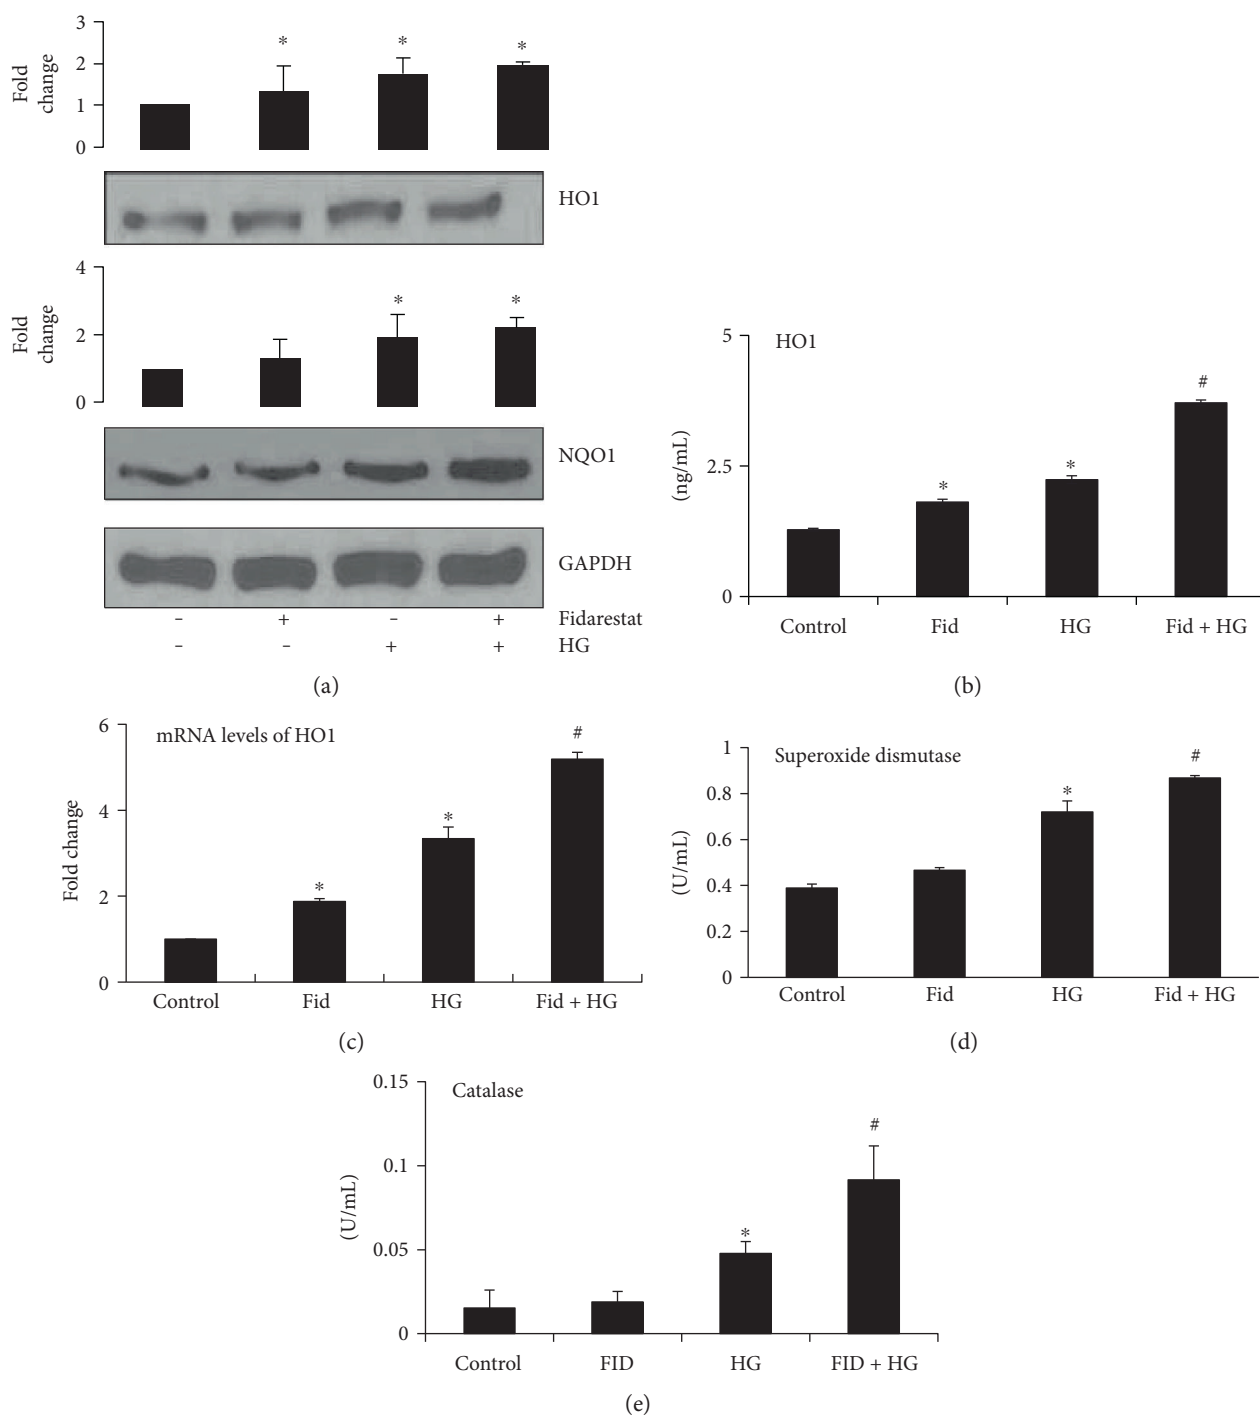 3
2
1
0
Fold
change
* * *
HO1
4
2
0
Fold
change
* *
NQO1
GAPDH
– + – + Fidarestat
– – + + HG
(a)
5
2.5
0
(ng/mL)
HO1
* * #
Control Fid HG Fid + HG
(b)
6
4
2
0
Fold change
mRNA levels of HO1
* * #
Control Fid HG Fid + HG
(c)
1
0.8
0.6
0.4
0.2
0
(U/mL)
Superoxide dismutase
* #
Control Fid HG Fid + HG
(d)
0.15
0.1
0.05
0
(U/mL)
Catalase
* #
Control FID HG FID + HG
(e)